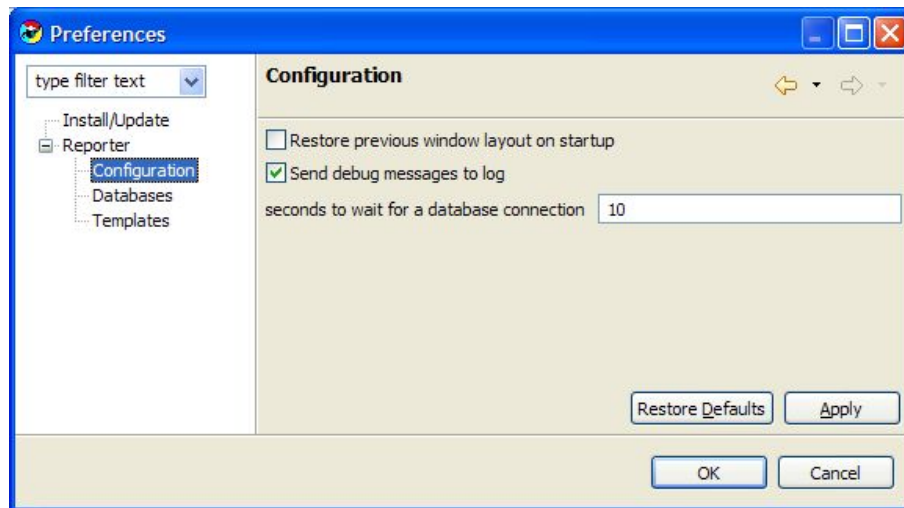 Preferences
type filter text
Install/Update
Reporter
Configuration
Databases
Templates
Configuration
Restore previous window layout on startup
Send debug messages to log
seconds to wait for a database connection 10
Restore Defaults Apply
OK Cancel